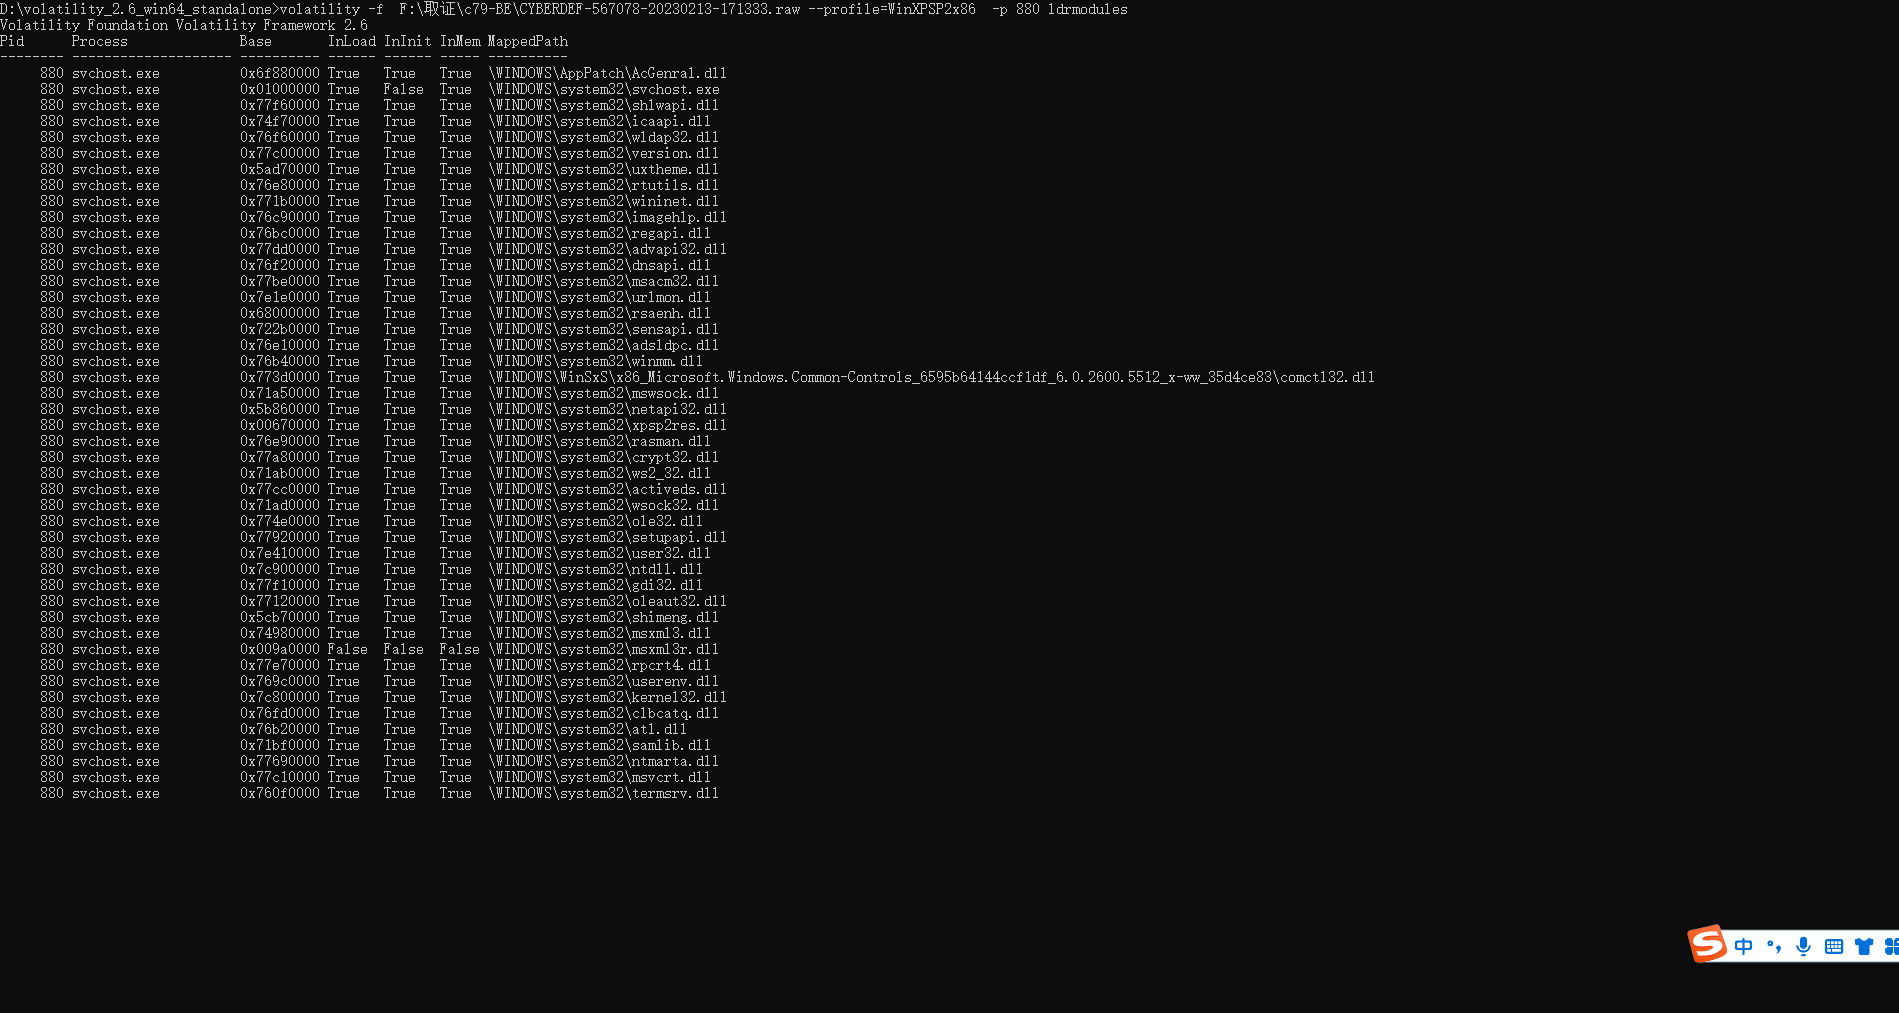 D:\volatility_2.6_win64_standalone>volatility -f  F:\取证\c79-BE\CYBERDEF-567078-20230213-171333.raw --profile=WinXPSP2x86  -p 880 ldrmodules
Volatility Foundation Volatility Framework 2.6
Pid      Process              Base       InLoad InInit InMem MappedPath
-------- -------------------- ---------- ------ ------ ----- ----------
     880 svchost.exe          0x6f880000 True   True   True  \WINDOWS\AppPatch\AcGenral.dll
     880 svchost.exe          0x01000000 True   False  True  \WINDOWS\system32\svchost.exe
     880 svchost.exe          0x77f60000 True   True   True  \WINDOWS\system32\shlwapi.dll
     880 svchost.exe          0x74f70000 True   True   True  \WINDOWS\system32\icaapi.dll
     880 svchost.exe          0x76f60000 True   True   True  \WINDOWS\system32\wldap32.dll
     880 svchost.exe          0x77c00000 True   True   True  \WINDOWS\system32\version.dll
     880 svchost.exe          0x5ad70000 True   True   True  \WINDOWS\system32\uxtheme.dll
     880 svchost.exe          0x76e80000 True   True   True  \WINDOWS\system32\rtutils.dll
     880 svchost.exe          0x771b0000 True   True   True  \WINDOWS\system32\wininet.dll
     880 svchost.exe          0x76c90000 True   True   True  \WINDOWS\system32\imagehlp.dll
     880 svchost.exe          0x76bc0000 True   True   True  \WINDOWS\system32\regapi.dll
     880 svchost.exe          0x77dd0000 True   True   True  \WINDOWS\system32\advapi32.dll
     880 svchost.exe          0x76f20000 True   True   True  \WINDOWS\system32\dnsapi.dll
     880 svchost.exe          0x77be0000 True   True   True  \WINDOWS\system32\msacm32.dll
     880 svchost.exe          0x7e1e0000 True   True   True  \WINDOWS\system32\urlmon.dll
     880 svchost.exe          0x68000000 True   True   True  \WINDOWS\system32\rsaenh.dll
     880 svchost.exe          0x722b0000 True   True   True  \WINDOWS\system32\sensapi.dll
     880 svchost.exe          0x76e10000 True   True   True  \WINDOWS\system32\adsldpc.dll
     880 svchost.exe          0x76b40000 True   True   True  \WINDOWS\system32\winmm.dll
     880 svchost.exe          0x773d0000 True   True   True  \WINDOWS\WinSxS\x86_Microsoft.Windows.Common-Controls_6595b64144ccf1df_6.0.2600.5512_x-ww_35d4ce83\comctl32.dll
     880 svchost.exe          0x71a50000 True   True   True  \WINDOWS\system32\mswsock.dll
     880 svchost.exe          0x5b860000 True   True   True  \WINDOWS\system32\netapi32.dll
     880 svchost.exe          0x00670000 True   True   True  \WINDOWS\system32\xpsp2res.dll
     880 svchost.exe          0x76e90000 True   True   True  \WINDOWS\system32\rasman.dll
     880 svchost.exe          0x77a80000 True   True   True  \WINDOWS\system32\crypt32.dll
     880 svchost.exe          0x71ab0000 True   True   True  \WINDOWS\system32\ws2_32.dll
     880 svchost.exe          0x77cc0000 True   True   True  \WINDOWS\system32\activeds.dll
     880 svchost.exe          0x71ad0000 True   True   True  \WINDOWS\system32\wsock32.dll
     880 svchost.exe          0x774e0000 True   True   True  \WINDOWS\system32\ole32.dll
     880 svchost.exe          0x77920000 True   True   True  \WINDOWS\system32\setupapi.dll
     880 svchost.exe          0x7e410000 True   True   True  \WINDOWS\system32\user32.dll
     880 svchost.exe          0x7c900000 True   True   True  \WINDOWS\system32\ntdll.dll
     880 svchost.exe          0x77f10000 True   True   True  \WINDOWS\system32\gdi32.dll
     880 svchost.exe          0x77120000 True   True   True  \WINDOWS\system32\oleaut32.dll
     880 svchost.exe          0x5cb70000 True   True   True  \WINDOWS\system32\shimeng.dll
     880 svchost.exe          0x74980000 True   True   True  \WINDOWS\system32\msxml3.dll
     880 svchost.exe          0x009a0000 False  False  False \WINDOWS\system32\msxml3r.dll
     880 svchost.exe          0x77e70000 True   True   True  \WINDOWS\system32\rpcrt4.dll
     880 svchost.exe          0x769c0000 True   True   True  \WINDOWS\system32\userenv.dll
     880 svchost.exe          0x7c800000 True   True   True  \WINDOWS\system32\kernel32.dll
     880 svchost.exe          0x76fd0000 True   True   True  \WINDOWS\system32\clbcatq.dll
     880 svchost.exe          0x76b20000 True   True   True  \WINDOWS\system32\atl.dll
     880 svchost.exe          0x71bf0000 True   True   True  \WINDOWS\system32\samlib.dll
     880 svchost.exe          0x77690000 True   True   True  \WINDOWS\system32\ntmarta.dll
     880 svchost.exe          0x77c10000 True   True   True  \WINDOWS\system32\msvcrt.dll
     880 svchost.exe          0x760f0000 True   True   True  \WINDOWS\system32\termsrv.dll
S 中